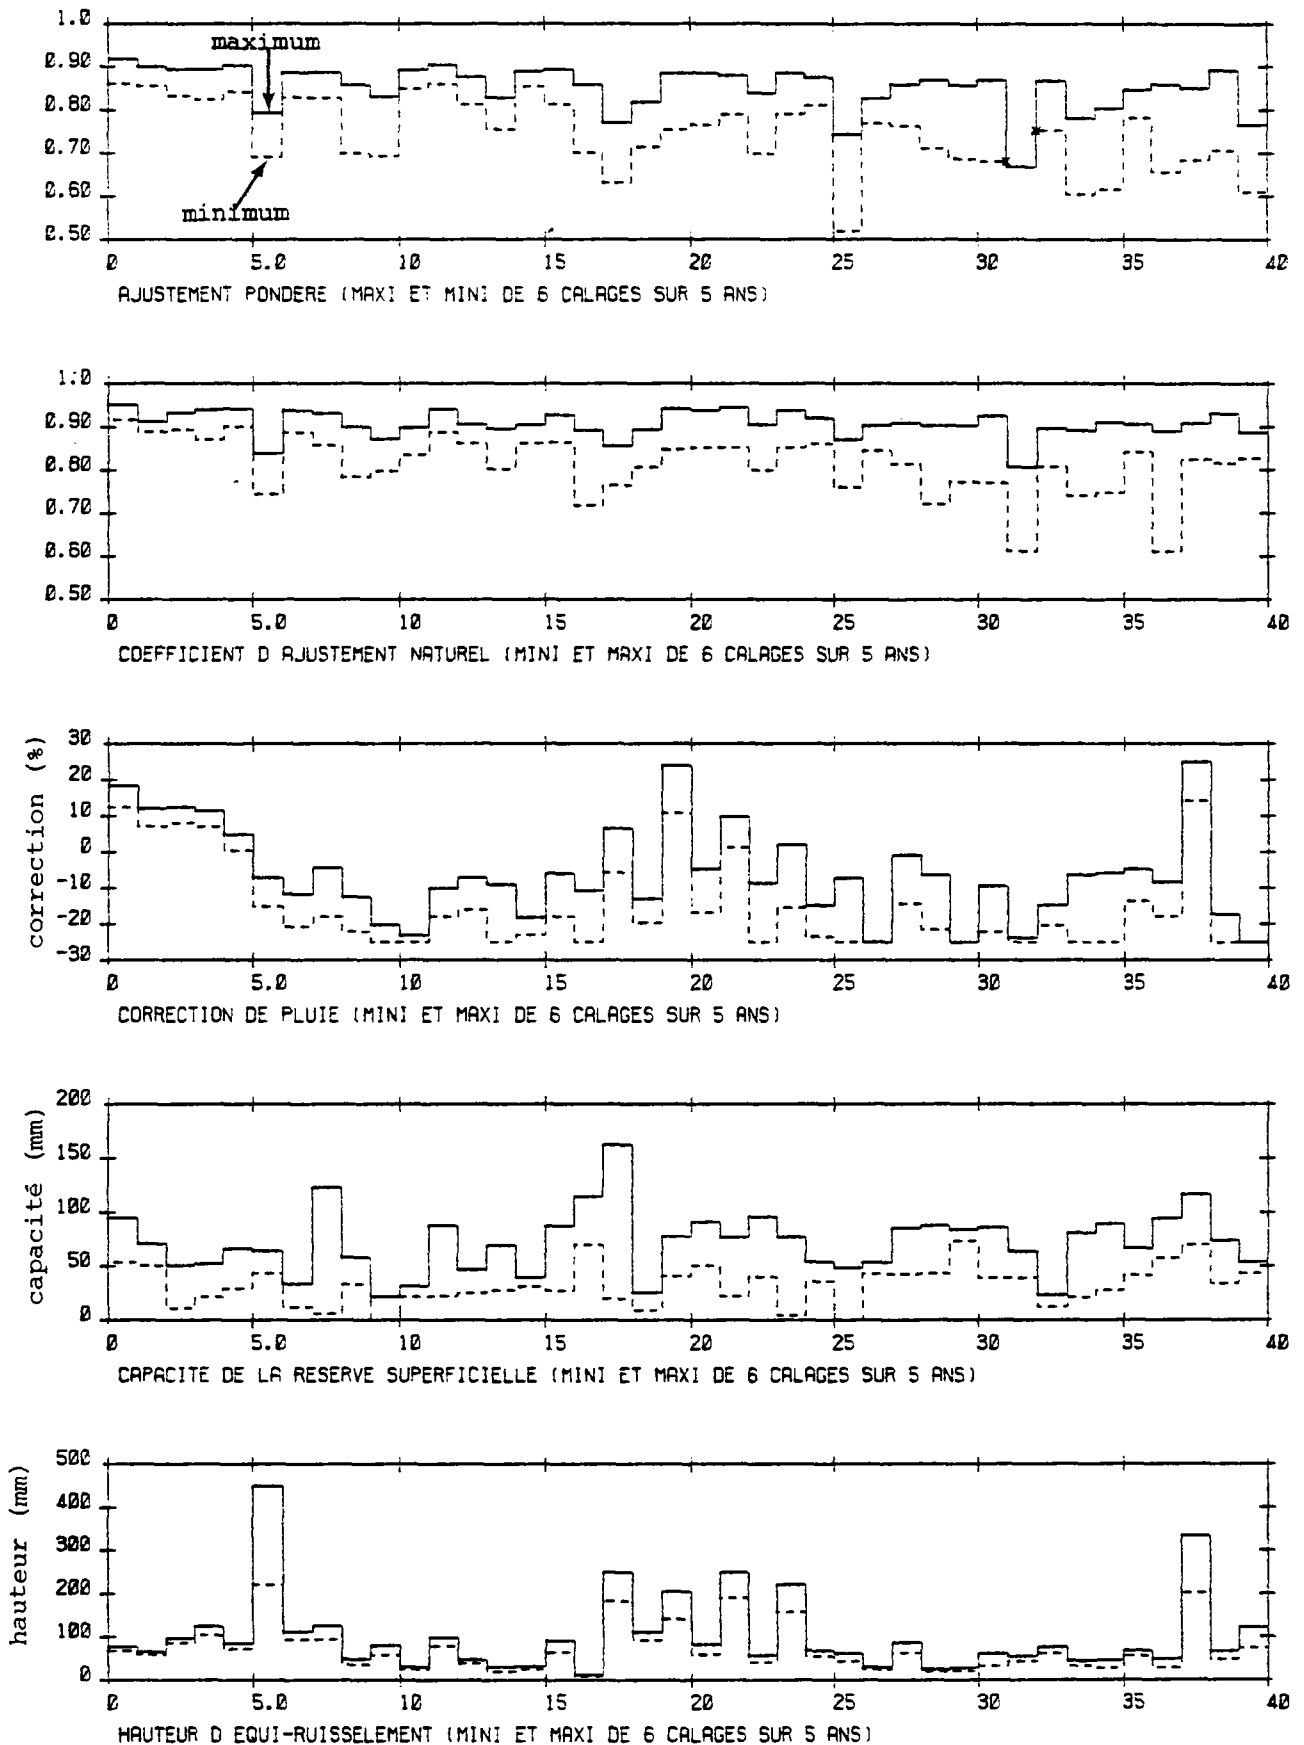 1.0
maximum
0.90
0.80
0.70
0.60
minimum
0.50
0 5.0 10 15 20 25 30 35 40
AJUSTEMENT PONDERE (MAXI ET MINI DE 6 CALAGES SUR 5 ANS)
1.0
0.90
0.80
0.70
0.60
0.50
0 5.0 10 15 20 25 30 35 40
COEFFICIENT D AJUSTEMENT NATUREL (MINI ET MAXI DE 6 CALAGES SUR 5 ANS)
correction (%)
30
20
10
0
-10
-20
-30
0 5.0 10 15 20 25 30 35 40
CORRECTION DE PLUIE (MINI ET MAXI DE 6 CALAGES SUR 5 ANS)
capacité (mm)
200
150
100
50
0
0 5.0 10 15 20 25 30 35 40
CAPACITE DE LA RESERVE SUPERFICIELLE (MINI ET MAXI DE 6 CALAGES SUR 5 ANS)
hauteur (mm)
500
400
300
200
100
0
0 5.0 10 15 20 25 30 35 40
HAUTEUR D EQUI-RUISSELEMENT (MINI ET MAXI DE 6 CALAGES SUR 5 ANS)